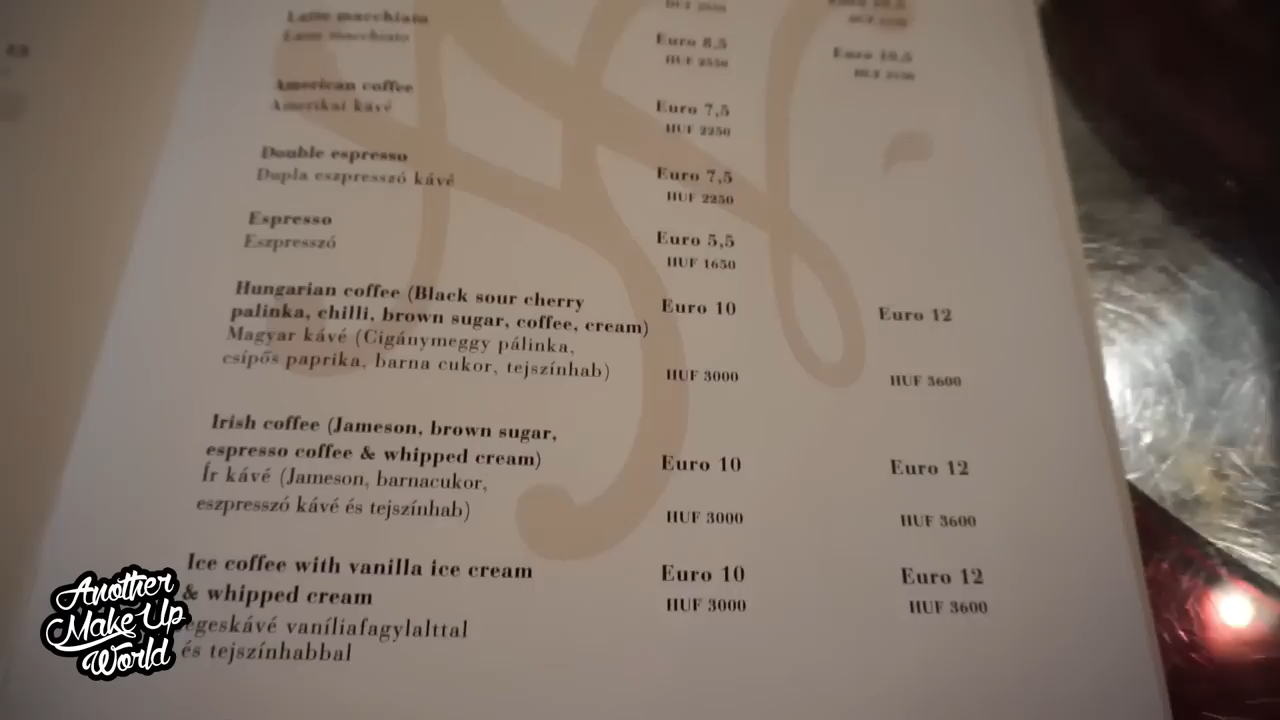 Latte macchiato
Latte macchiato
Euro 8,5
HUF 2550
Euro 10,5
American coffee
Amerikai kávé
Euro 7,5
HUF 2250
Double espresso
Dupla eszpresszó kávé
Euro 7,5
HUF 2250
Espresso
Eszpresszó
Euro 5,5
HUF 1650
Hungarian coffee (Black sour cherry
palinka, chilli, brown sugar, coffee, cream)
Magyar kávé (Cigánymeggy pálinka,
csípős paprika, barna cukor, tejszínhab)
Euro 10
Euro 12
HUF 3000
HUF 3600
Irish coffee (Jameson, brown sugar,
espresso coffee & whipped cream)
Ír kávé (Jameson, barnacukor,
eszpresszó kávé és tejszínhab)
Euro 10
Euro 12
HUF 3000
HUF 3600
Ice coffee with vanilla ice cream
& whipped cream
egeskávé vaníliafagylalttal
és tejszínhabbal
Euro 10
Euro 12
HUF 3000
HUF 3600
Another
Make Up
World